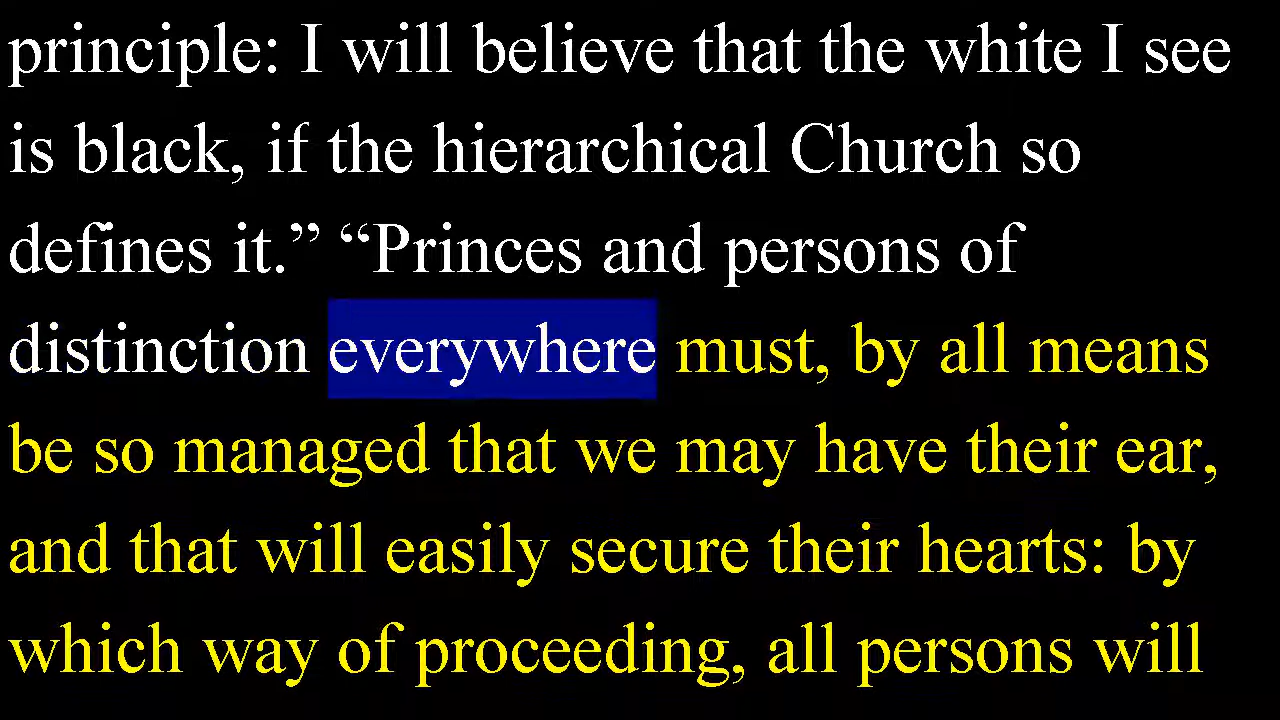 principle: I will believe that the white I see
is black, if the hierarchical Church so
defines it.” “Princes and persons of
distinction everywhere must, by all means
be so managed that we may have their ear,
and that will easily secure their hearts: by
which way of proceeding, all persons will